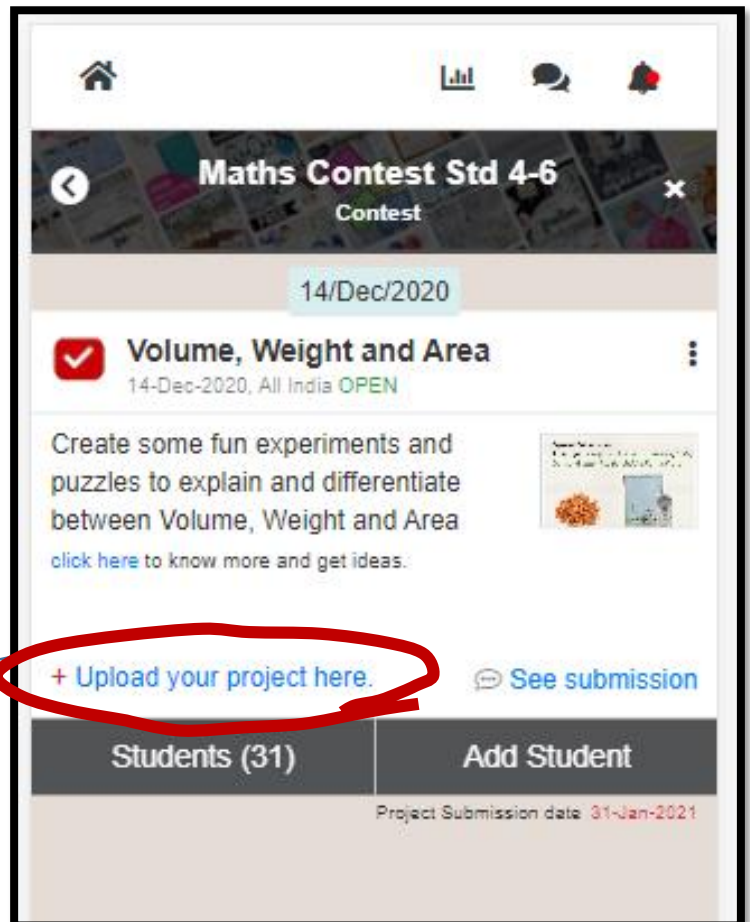 Maths Contest Std 4-6
Contest
14/Dec/2020
Volume, Weight and Area
14-Dec-2020, All India OPEN
Create some fun experiments and
puzzles to explain and differentiate
between Volume, Weight and Area
click here to know more and get ideas.
+ Upload your project here.
See submission
Students (31)
Add Student
Project Submission date 31-Jan-2021